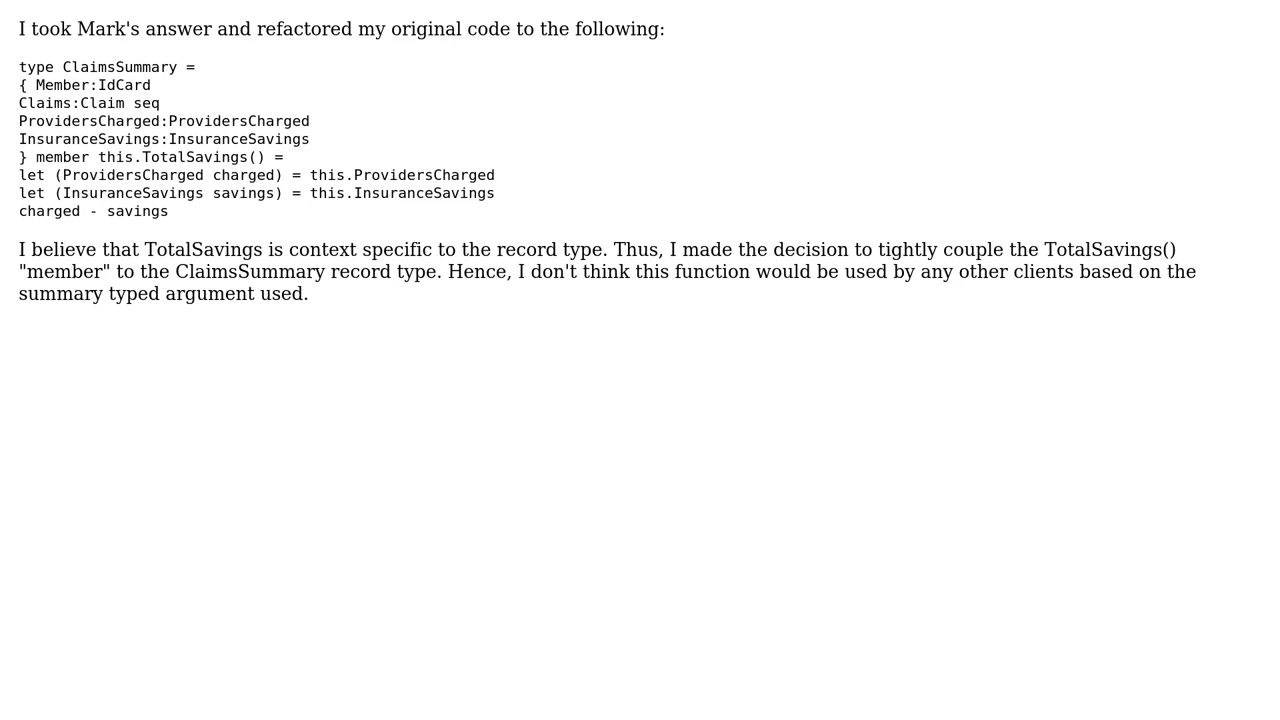 I took Mark's answer and refactored my original code to the following:
type ClaimsSummary =
{ Member:IdCard
Claims:Claim seq
ProvidersCharged:ProvidersCharged
InsuranceSavings:InsuranceSavings
} member this.TotalSavings() =
let (ProvidersCharged charged) = this.ProvidersCharged
let (InsuranceSavings savings) = this.InsuranceSavings
charged - savings
I believe that TotalSavings is context specific to the record type. Thus, I made the decision to tightly couple the TotalSavings()
"member" to the ClaimsSummary record type. Hence, I don't think this function would be used by any other clients based on the
summary typed argument used.